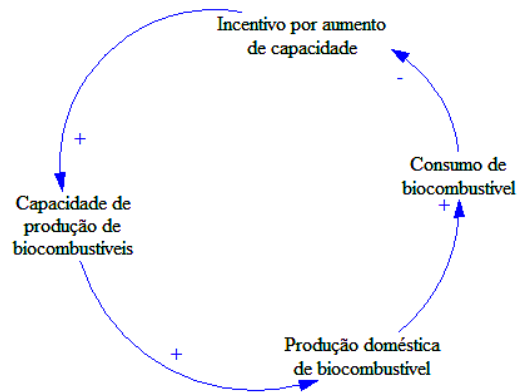 Incentivo por aumento
de capacidade
-
+
Consumo de
biocombustível
+
Capacidade de
produção de
biocombustíveis
+
Produção doméstica
de biocombustível